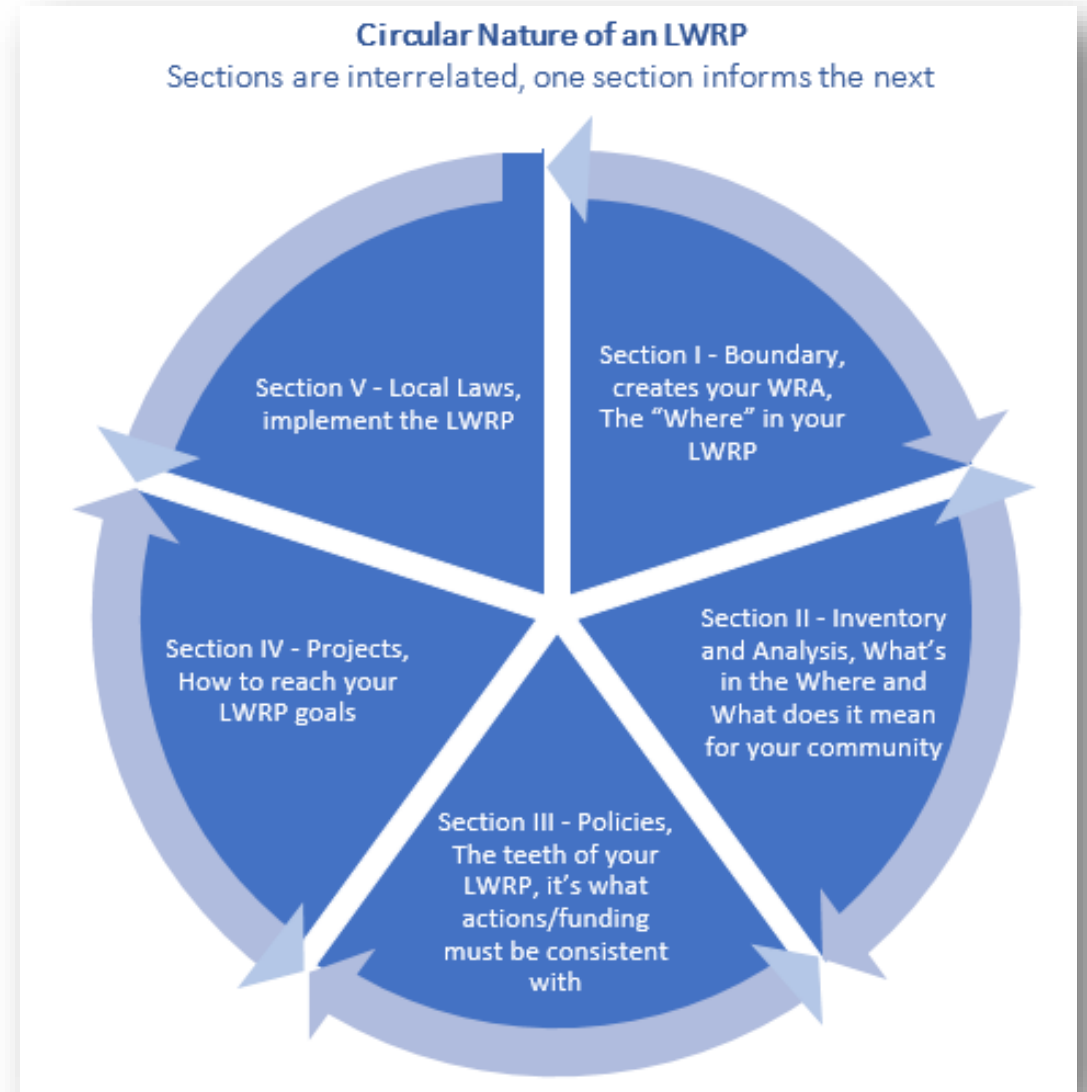 Circular Nature of an LWRP
Sections are interrelated, one section informs the next
Section I - Boundary,
creates your WRA,
The “Where” in your
LWRP
Section II - Inventory
and Analysis, What’s
in the Where and
What does it mean
for your community
Section III - Policies,
The teeth of your
LWRP, it’s what
actions/funding
must be consistent
with
Section IV - Projects,
How to reach your
LWRP goals
Section V - Local Laws,
implement the LWRP